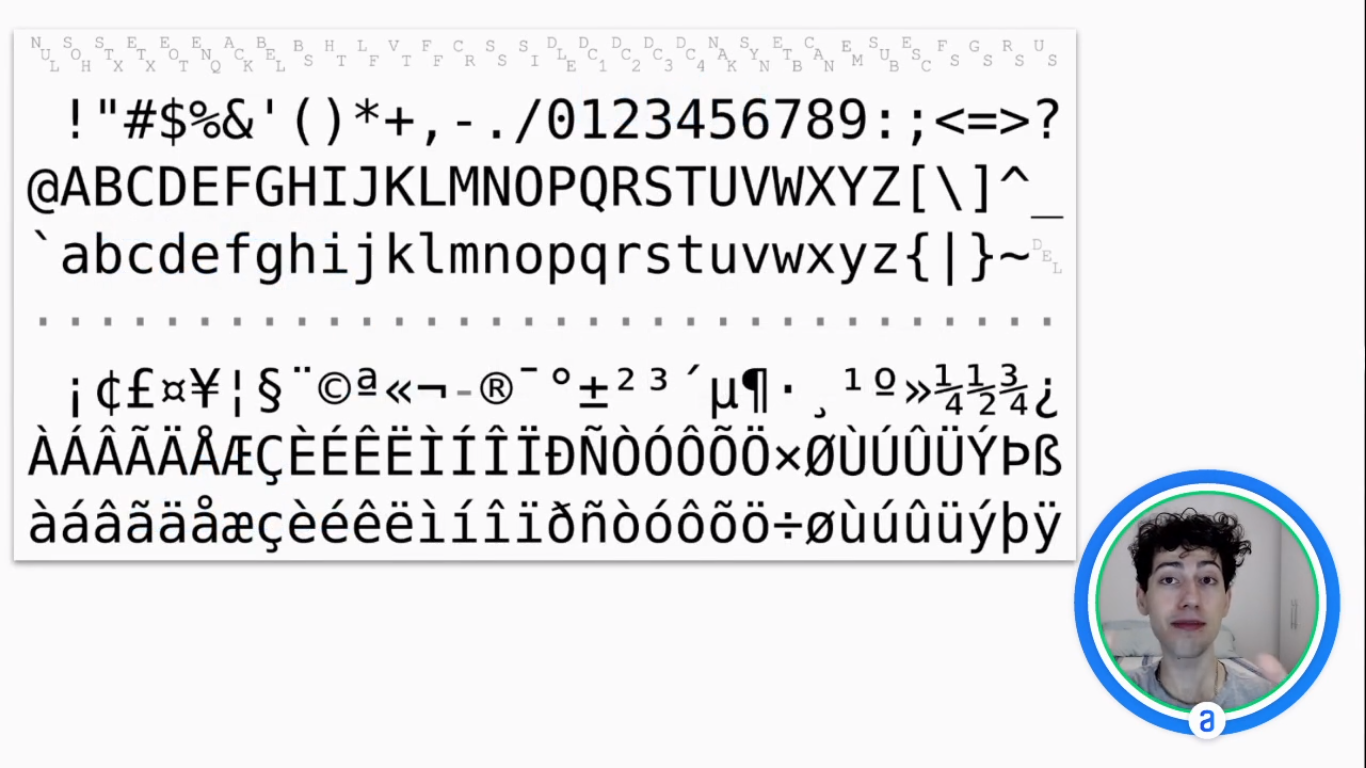 NUL SOH STX ETX EOT ENQ ACK BEL BS HT LF VT FF CR SS SI DLE DC1 DC2 DC3 DC4 NAK SYN ETB CAN EM SUB ESC FS GS RS US
!"#$%&'()*+,-./0123456789:;<=>?
@ABCDEFGHIJKLMNOPQRSTUVWXYZ[\]^_
`abcdefghijklmnopqrstuvwxyz{|}~ DEL
¡¢£¤¥¦§¨©ª«¬-®¯°±²³´µ¶·¸¹º»¼½¾¿
ÀÁÂÃÄÅÆÇÈÉÊËÌÍÎÏÐÑÒÓÔÕÖ×ØÙÚÛÜÝÞß
àáâãäåæçèéêëìíîïðñòóôõö÷øùúûüýþÿ
a